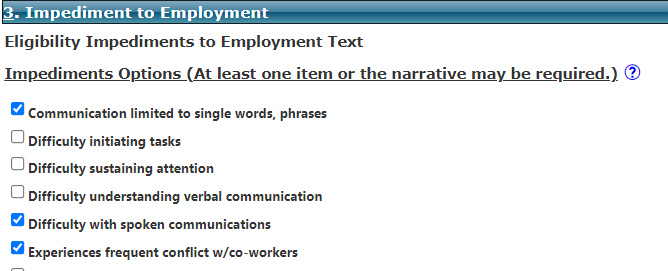 3. Impediment to Employment
Eligibility Impediments to Employment Text
Impediments Options (At least one item or the narrative may be required.) ?
Communication limited to single words, phrases
Difficulty initiating tasks
Difficulty sustaining attention
Difficulty understanding verbal communication
Difficulty with spoken communications
Experiences frequent conflict w/co-workers